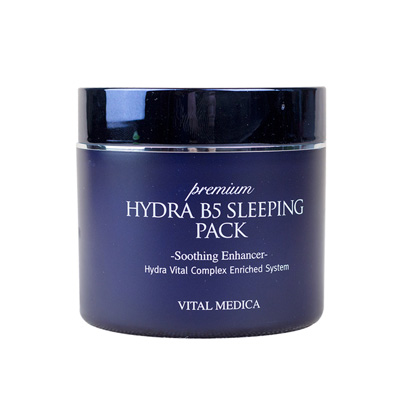 premium
HYDRA B5 SLEEPING
PACK
-Soothing Enhancer-
Hydra Vital Complex Enriched System
VITAL MEDICA